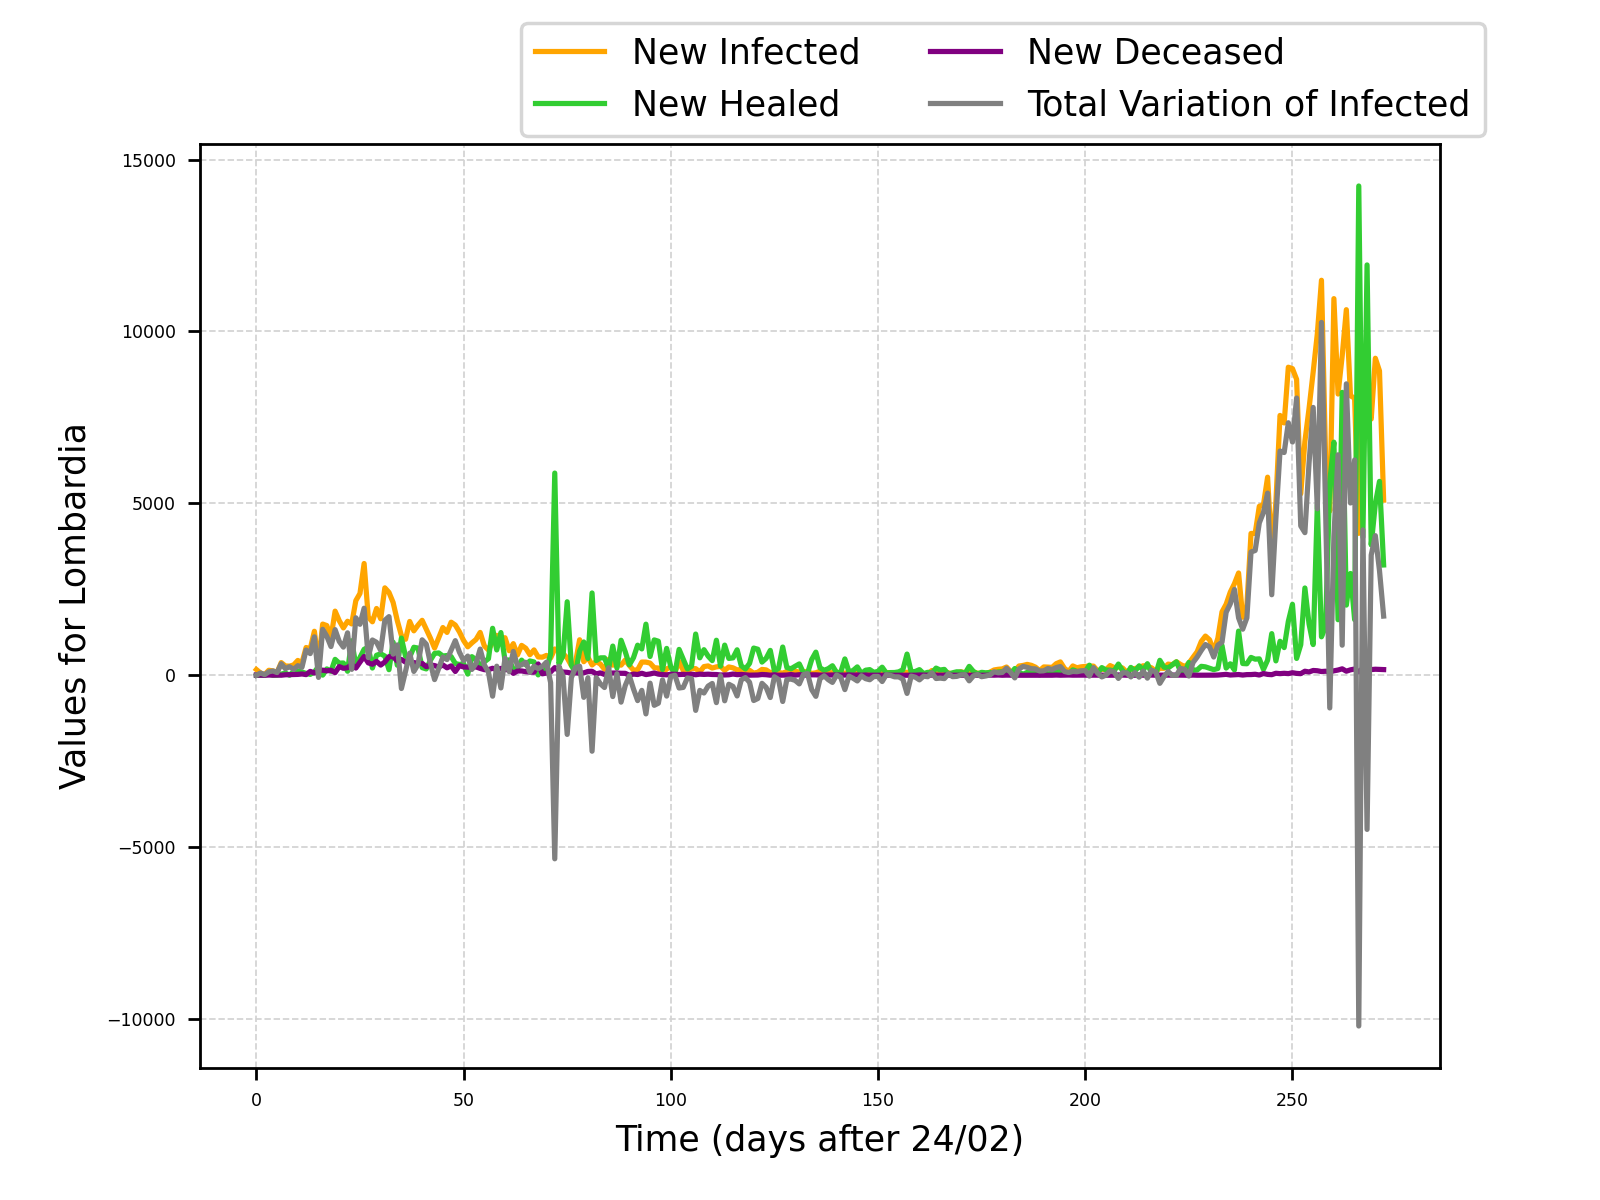 New Infected
New Deceased
New Healed
Total Variation of Infected
15000
10000
5000
0
−5000
−10000
Values for Lombardia
0 50 100 150 200 250
Time (days after 24/02)